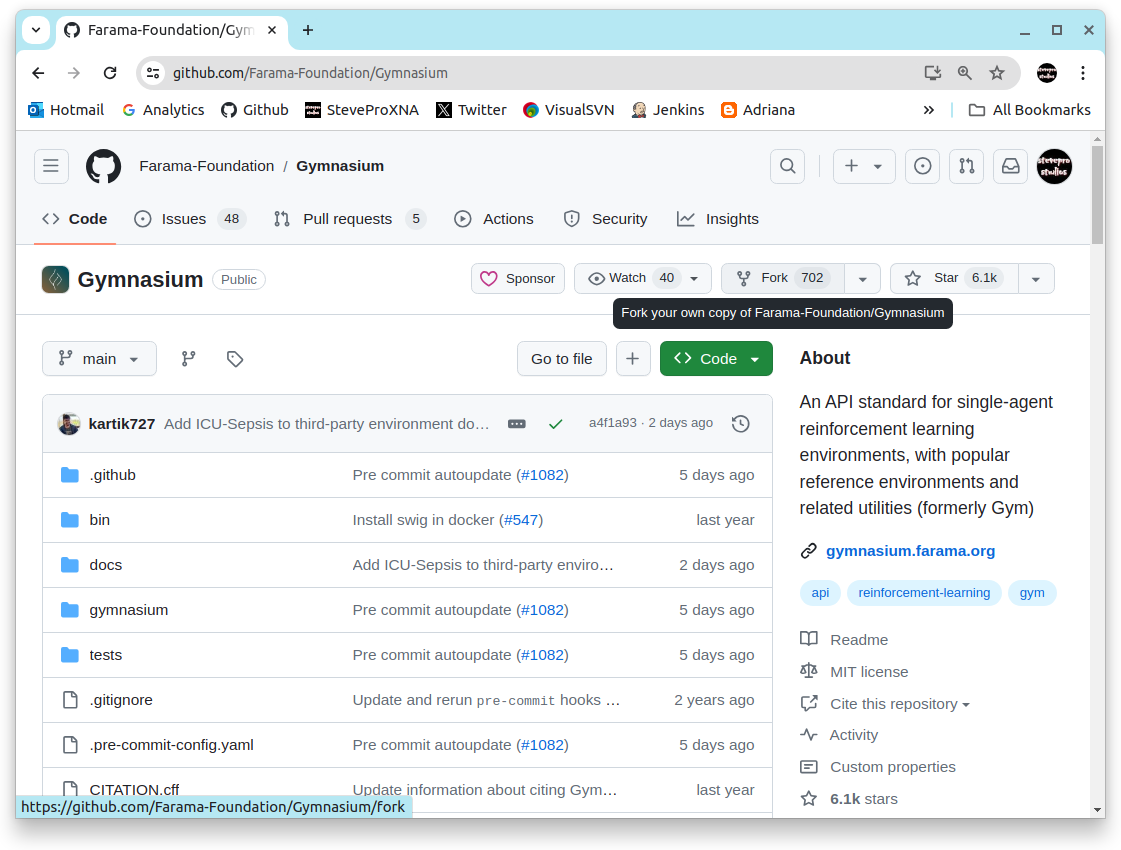 Farama-Foundation/Gym
github.com/Farama-Foundation/Gymnasium
Hotmail Analytics Github SteveProXNA Twitter VisualSVN Jenkins Adriana » All Bookmarks
Farama-Foundation / Gymnasium
stevepro studios
Code Issues 48 Pull requests 5 Actions Security Insights
Gymnasium Public Sponsor Watch 40 Fork 702 Star 6.1k
Fork your own copy of Farama-Foundation/Gymnasium
main Go to file Code
kartik727 Add ICU-Sepsis to third-party environment do… a4f1a93 · 2 days ago
.github Pre commit autoupdate (#1082) 5 days ago
bin Install swig in docker (#547) last year
docs Add ICU-Sepsis to third-party enviro… 2 days ago
gymnasium Pre commit autoupdate (#1082) 5 days ago
tests Pre commit autoupdate (#1082) 5 days ago
.gitignore Update and rerun pre-commit hooks … 2 years ago
.pre-commit-config.yaml Pre commit autoupdate (#1082) 5 days ago
CITATION.cff Update information about citing Gym… last year
About
An API standard for single-agent
reinforcement learning
environments, with popular
reference environments and
related utilities (formerly Gym)
gymnasium.farama.org
api reinforcement-learning gym
Readme
MIT license
Cite this repository
Activity
Custom properties
6.1k stars
https://github.com/Farama-Foundation/Gymnasium/fork